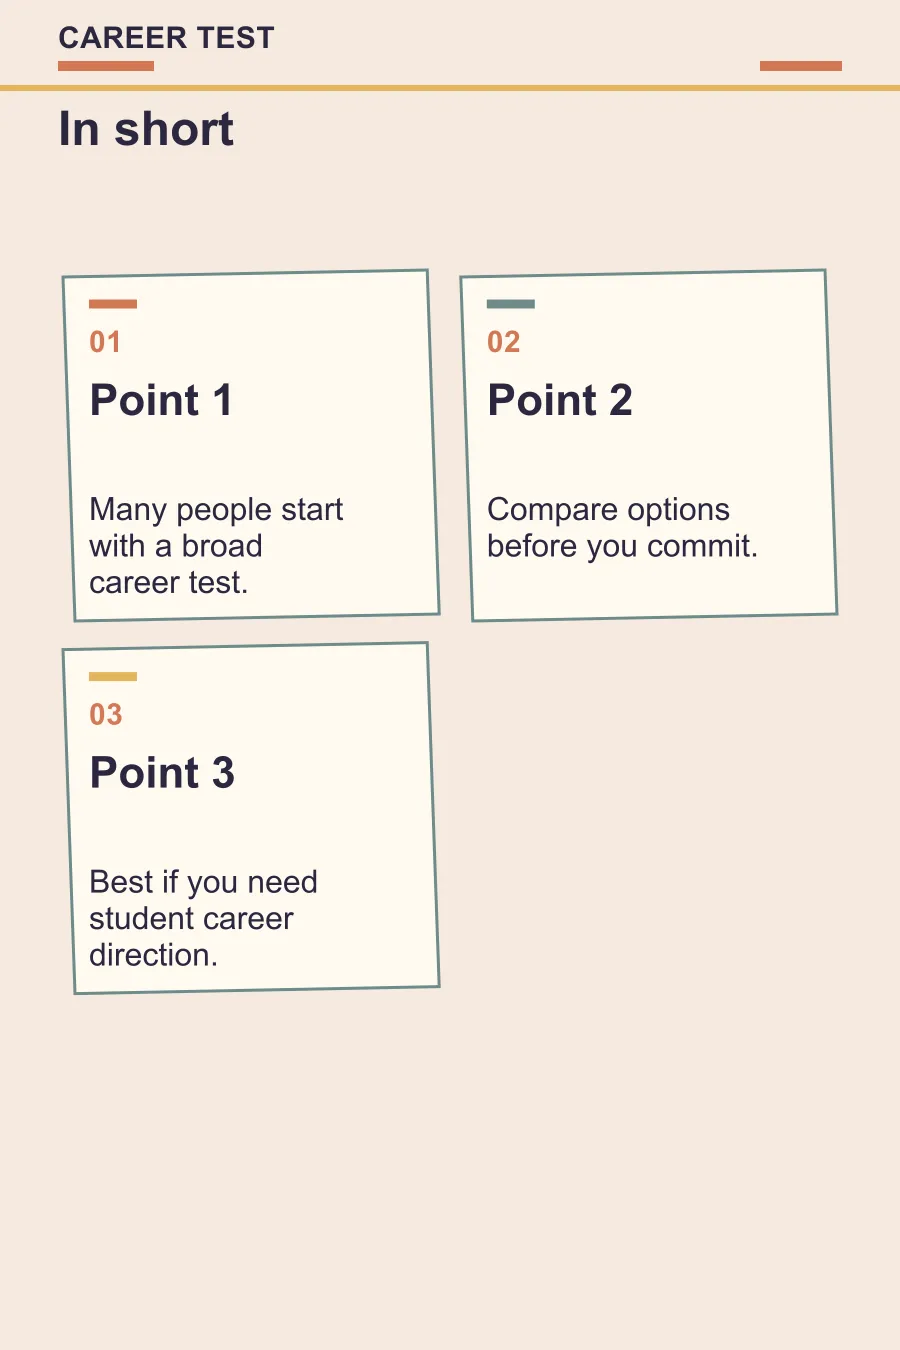 CAREER TEST
In short
01
Point 1
Many people start
with a broad
career test.
02
Point 2
Compare options
before you commit.
03
Point 3
Best if you need
student career
direction.